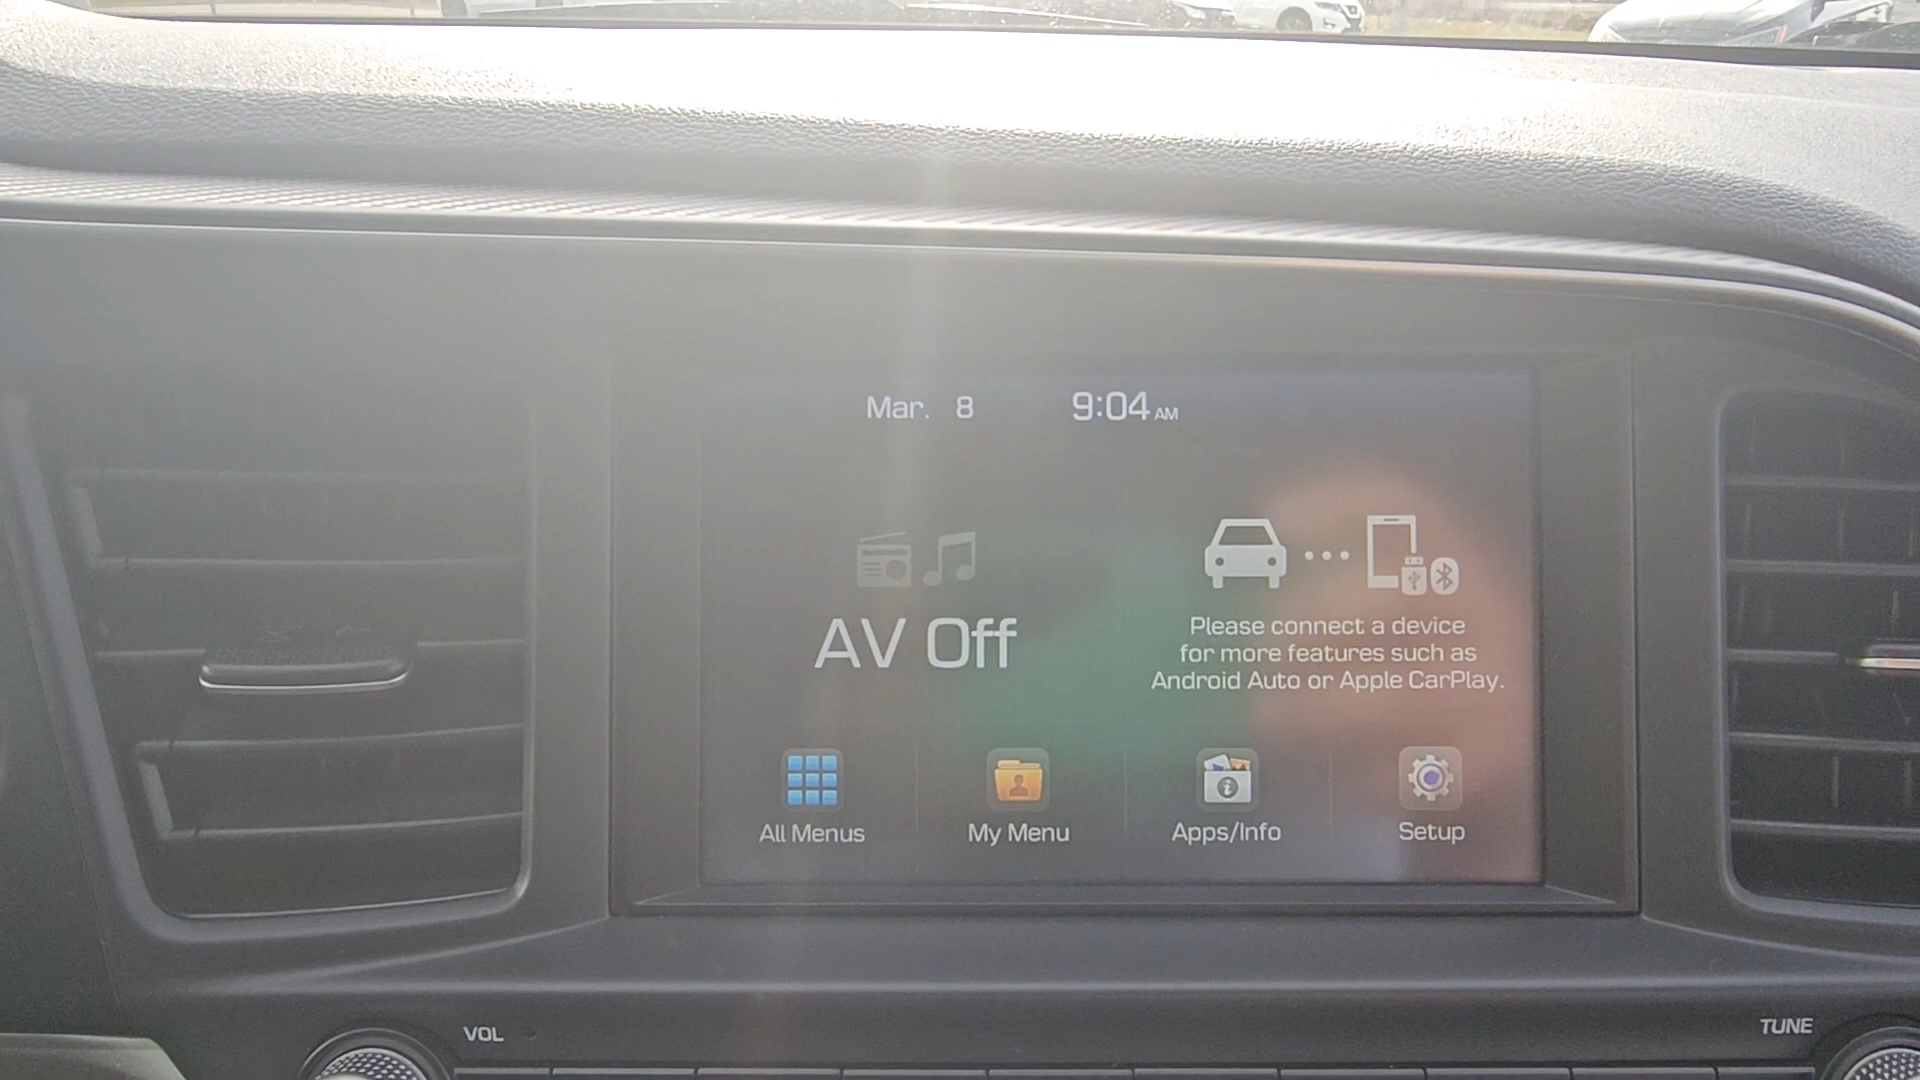 Mar. 8 9:04 AM
AV Off
Please connect a device
for more features such as
Android Auto or Apple CarPlay.
All Menus My Menu Apps/Info Setup
VOL TUNE